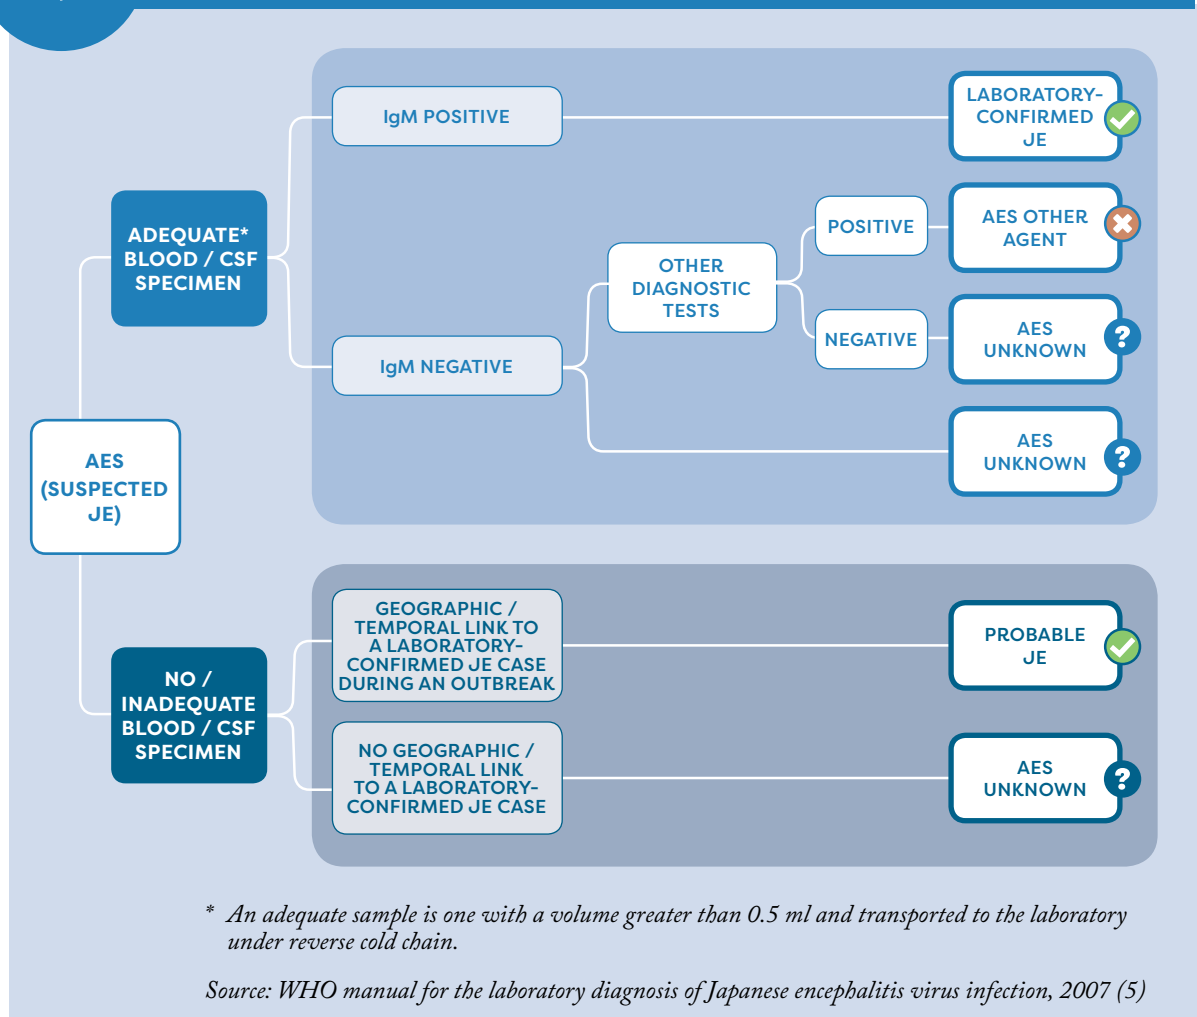 IgM POSITIVE
LABORATORY-
CONFIRMED
JE
ADEQUATE*
BLOOD / CSF
SPECIMEN
POSITIVE
AES OTHER
AGENT
OTHER
DIAGNOSTIC
TESTS
NEGATIVE
AES
UNKNOWN
IgM NEGATIVE
AES
UNKNOWN
AES
(SUSPECTED
JE)
GEOGRAPHIC /
TEMPORAL LINK TO
A LABORATORY-
CONFIRMED JE CASE
DURING AN OUTBREAK
PROBABLE
JE
NO /
INADEQUATE
BLOOD / CSF
SPECIMEN
NO GEOGRAPHIC /
TEMPORAL LINK
TO A LABORATORY-
CONFIRMED JE CASE
AES
UNKNOWN
* An adequate sample is one with a volume greater than 0.5 ml and transported to the laboratory
under reverse cold chain.
Source: WHO manual for the laboratory diagnosis of Japanese encephalitis virus infection, 2007 (5)